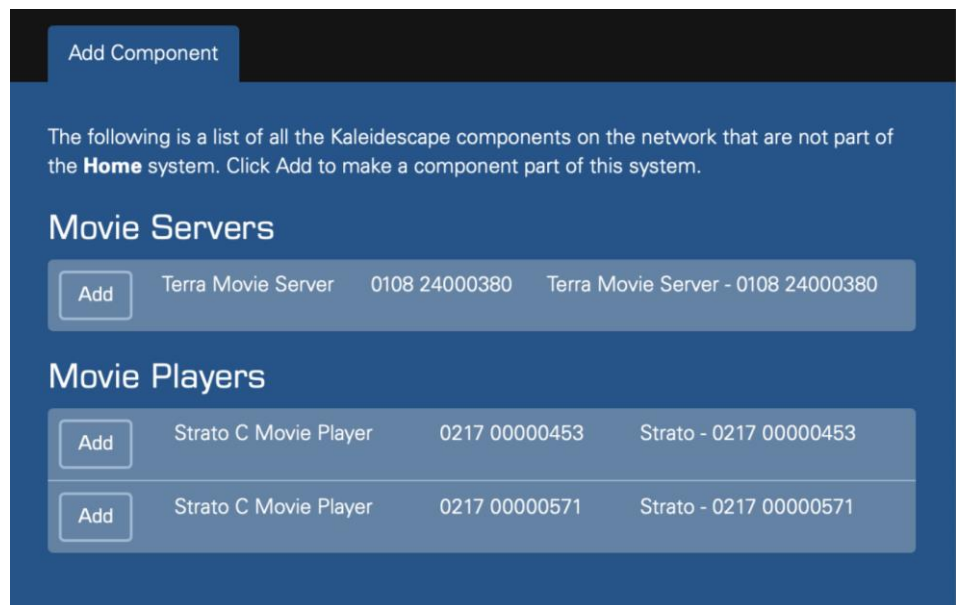 Add Component
The following is a list of all the Kaleidescape components on the network that are not part of
the Home system. Click Add to make a component part of this system.
Movie Servers
Add Terra Movie Server 0108 24000380 Terra Movie Server - 0108 24000380
Movie Players
Add Strato C Movie Player 0217 00000453 Strato - 0217 00000453
Add Strato C Movie Player 0217 00000571 Strato - 0217 00000571